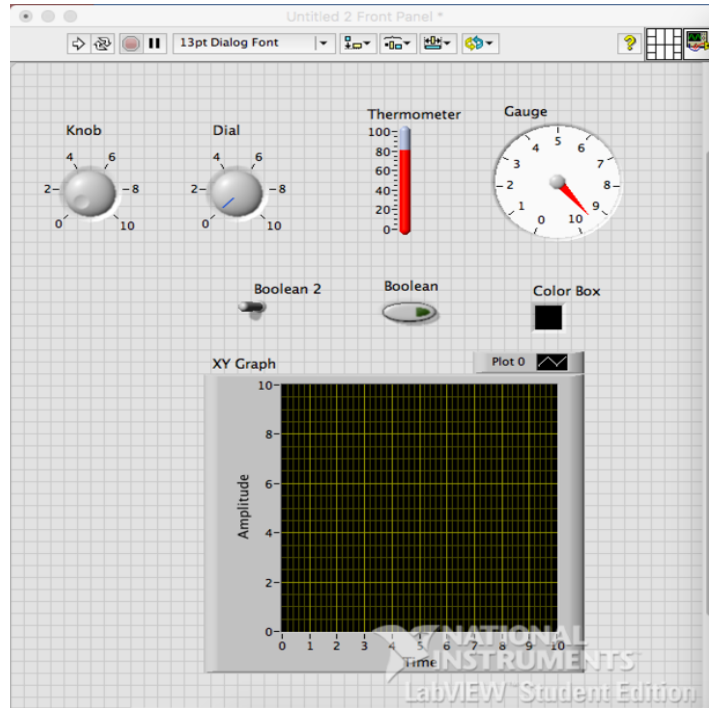 Untitled 2 Front Panel *
13pt Dialog Font
Knob
4 6
2 8
0 10
Dial
4 6
2 8
0 10
Thermometer
100
80
60
40
20
0
Gauge
0 1 2 3 4 5 6 7 8 9 10
Boolean 2
Boolean
Color Box
XY Graph
Plot 0
Amplitude
10
8
6
4
2
0
0 1 2 3 4 5 6 7 8 9 10
Time
NATIONAL
INSTRUMENTS
LabVIEW™ Student Edition